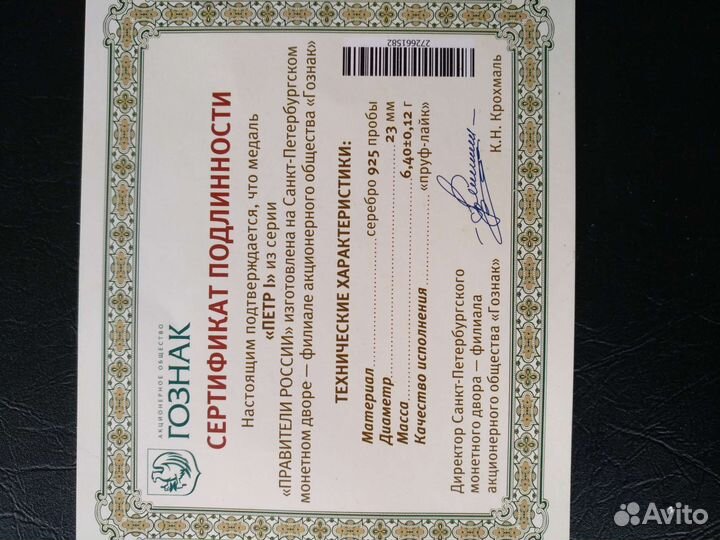 АКЦИОНЕРНОЕ ОБЩЕСТВО
ГОЗНАК
СЕРТИФИКАТ ПОДЛИННОСТИ
Настоящим подтверждается, что медаль
«ПЕТР I» из серии
«ПРАВИТЕЛИ РОССИИ» изготовлена на Санкт-Петербургском
монетном дворе — филиале акционерного общества «Гознак»
ТЕХНИЧЕСКИЕ ХАРАКТЕРИСТИКИ:
Материал серебро 925 пробы
Диаметр 23 мм
Масса 6,40±0,12 г
Качество исполнения «пруф-лайк»
272661582
Директор Санкт-Петербургского
монетного двора — филиала
акционерного общества «Гознак»
К.Н. Крохмаль
Avito